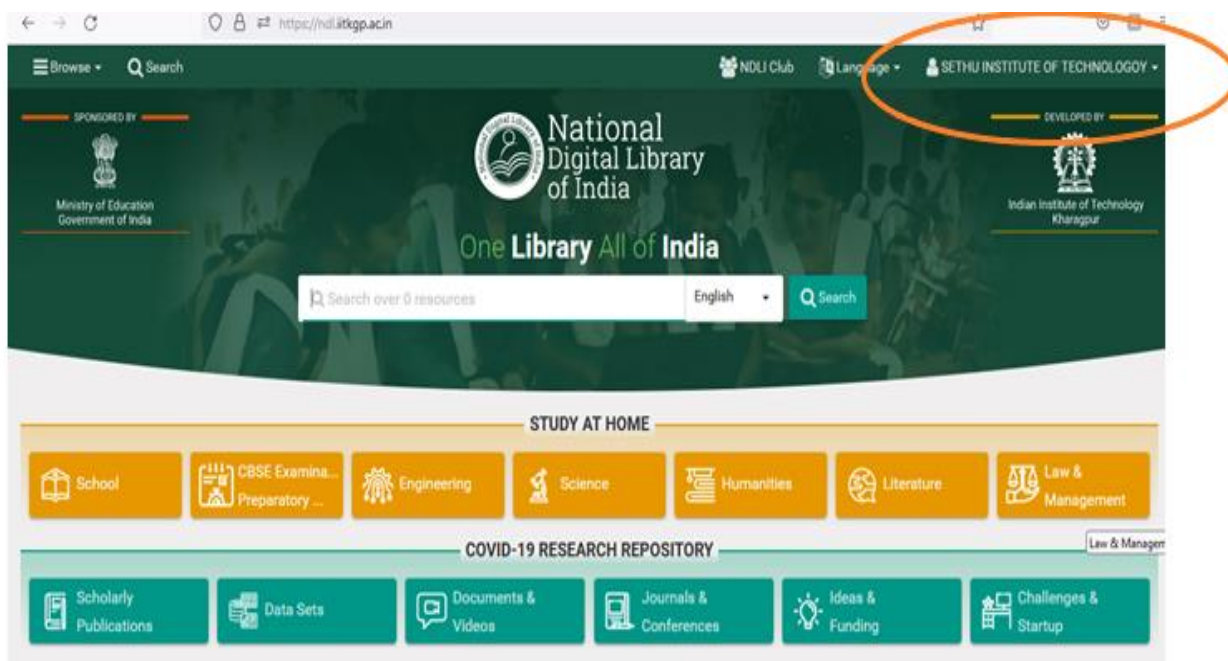 https://ndl.iitkgp.ac.in
Browse
Search
NDLI Club
Language
SETHU INSTITUTE OF TECHNOLOGOY
SPONSORED BY
Ministry of Education
Government of India
National
Digital Library
of India
DEVELOPED BY
Indian Institute of Technology
Kharagpur
One Library All of India
Search over 0 resources
English
Search
STUDY AT HOME
School
CBSE Examina...
Preparatory ...
Engineering
Science
Humanities
Literature
Law &
Management
COVID-19 RESEARCH REPOSITORY
Law & Managem
Scholarly
Publications
Data Sets
Documents &
Videos
Journals &
Conferences
Ideas &
Funding
Challenges &
Startup